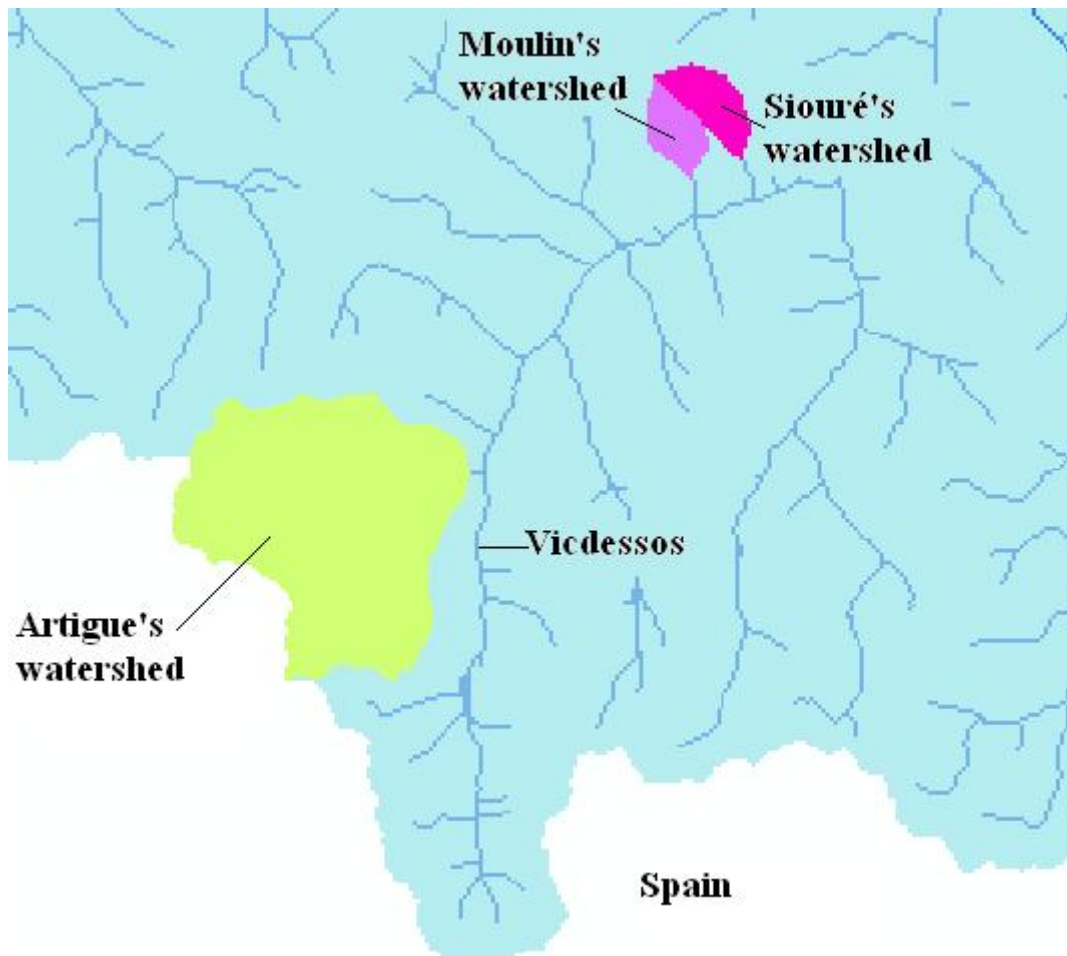 Moulin's
watershed
Siouré's
watershed
Vicdessos
Artigue's
watershed
Spain